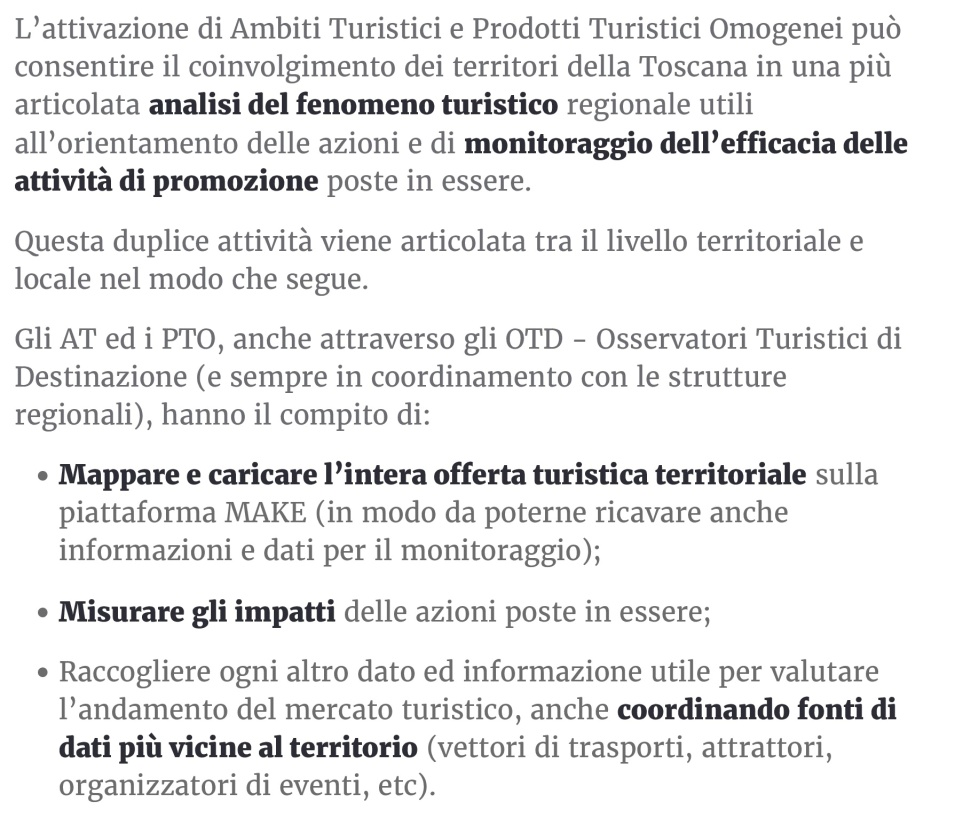 L’attivazione di Ambiti Turistici e Prodotti Turistici Omogenei può
consentire il coinvolgimento dei territori della Toscana in una più
articolata analisi del fenomeno turistico regionale utili
all’orientamento delle azioni e di monitoraggio dell’efficacia delle
attività di promozione poste in essere.
Questa duplice attività viene articolata tra il livello territoriale e
locale nel modo che segue.
Gli AT ed i PTO, anche attraverso gli OTD - Osservatori Turistici di
Destinazione (e sempre in coordinamento con le strutture
regionali), hanno il compito di:
• Mappare e caricare l’intera offerta turistica territoriale sulla
piattaforma MAKE (in modo da poterne ricavare anche
informazioni e dati per il monitoraggio);
• Misurare gli impatti delle azioni poste in essere;
• Raccogliere ogni altro dato ed informazione utile per valutare
l’andamento del mercato turistico, anche coordinando fonti di
dati più vicine al territorio (vettori di trasporti, attrattori,
organizzatori di eventi, etc).